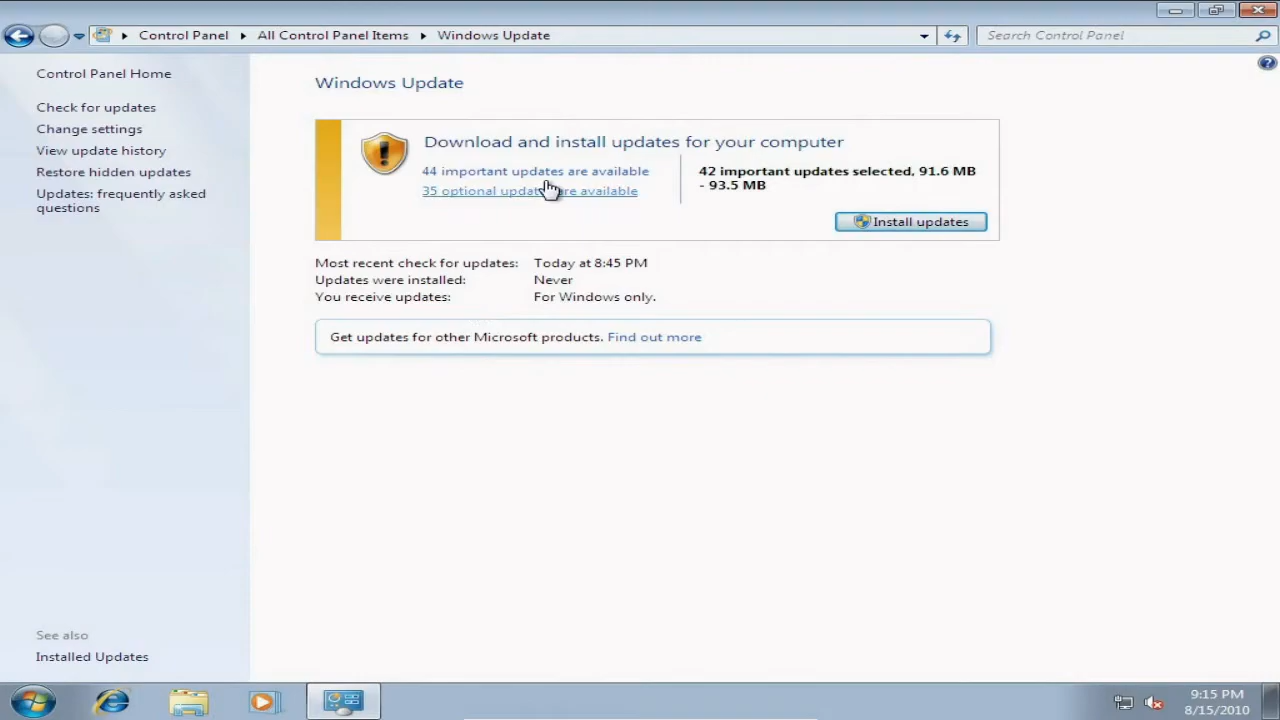 Control Panel All Control Panel Items Windows Update Search Control Panel
Control Panel Home
Check for updates
Change settings
View update history
Restore hidden updates
Updates: frequently asked
questions
Windows Update
Download and install updates for your computer
44 important updates are available
35 optional updates are available
42 important updates selected, 91.6 MB
- 93.5 MB
Install updates
Most recent check for updates: Today at 8:45 PM
Updates were installed: Never
You receive updates: For Windows only.
Get updates for other Microsoft products. Find out more
See also
Installed Updates
9:15 PM
8/15/2010